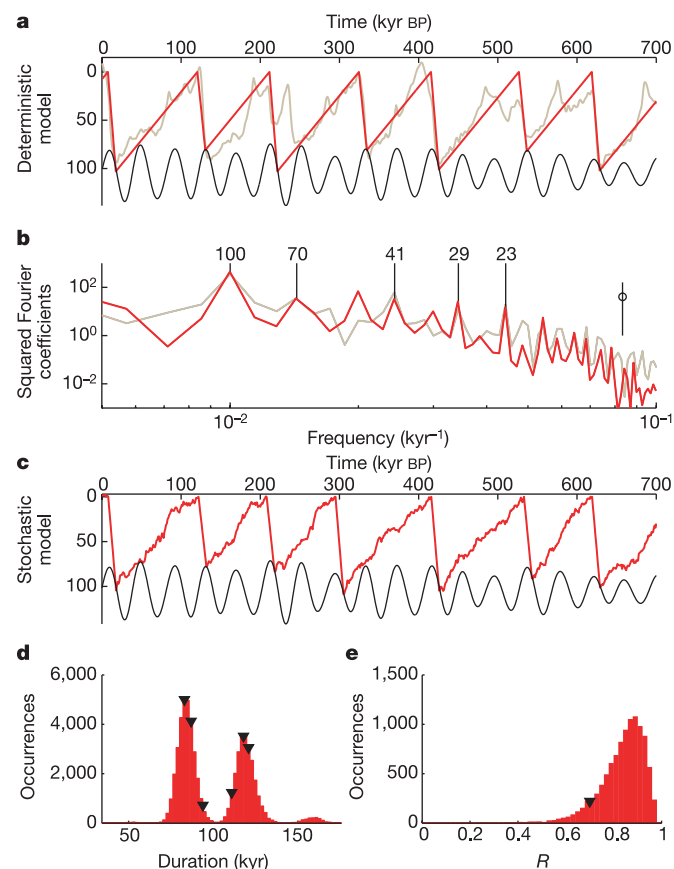 a
Time (kyr BP)
0 100 200 300 400 500 600 700
Deterministic
model
0
50
100
b
100 70 41 29 23
Squared Fourier
coefficients
10²
10⁰
10⁻²
10⁻² 10⁻¹
Frequency (kyr⁻¹)
c
Time (kyr BP)
0 100 200 300 400 500 600 700
Stochastic
model
0
50
100
d
Occurrences
6,000
4,000
2,000
0
50 100 150
Duration (kyr)
e
Occurrences
1,500
1,000
500
0
0 0.2 0.4 0.6 0.8 1
R